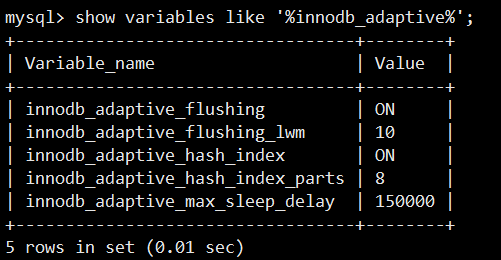 mysql> show variables like '%innodb_adaptive%';
+----------------------------------+--------+
| Variable_name                    | Value  |
+----------------------------------+--------+
| innodb_adaptive_flushing         | ON     |
| innodb_adaptive_flushing_lwm     | 10     |
| innodb_adaptive_hash_index       | ON     |
| innodb_adaptive_hash_index_parts | 8      |
| innodb_adaptive_max_sleep_delay  | 150000 |
+----------------------------------+--------+
5 rows in set (0.01 sec)